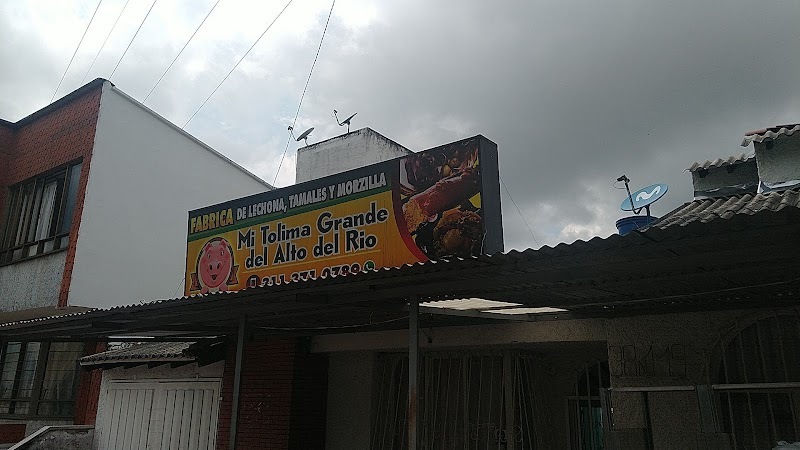 FABRICA DE LECHONA, TAMALES Y MORZILLA
Mi Tolima Grande
del Alto del Rio